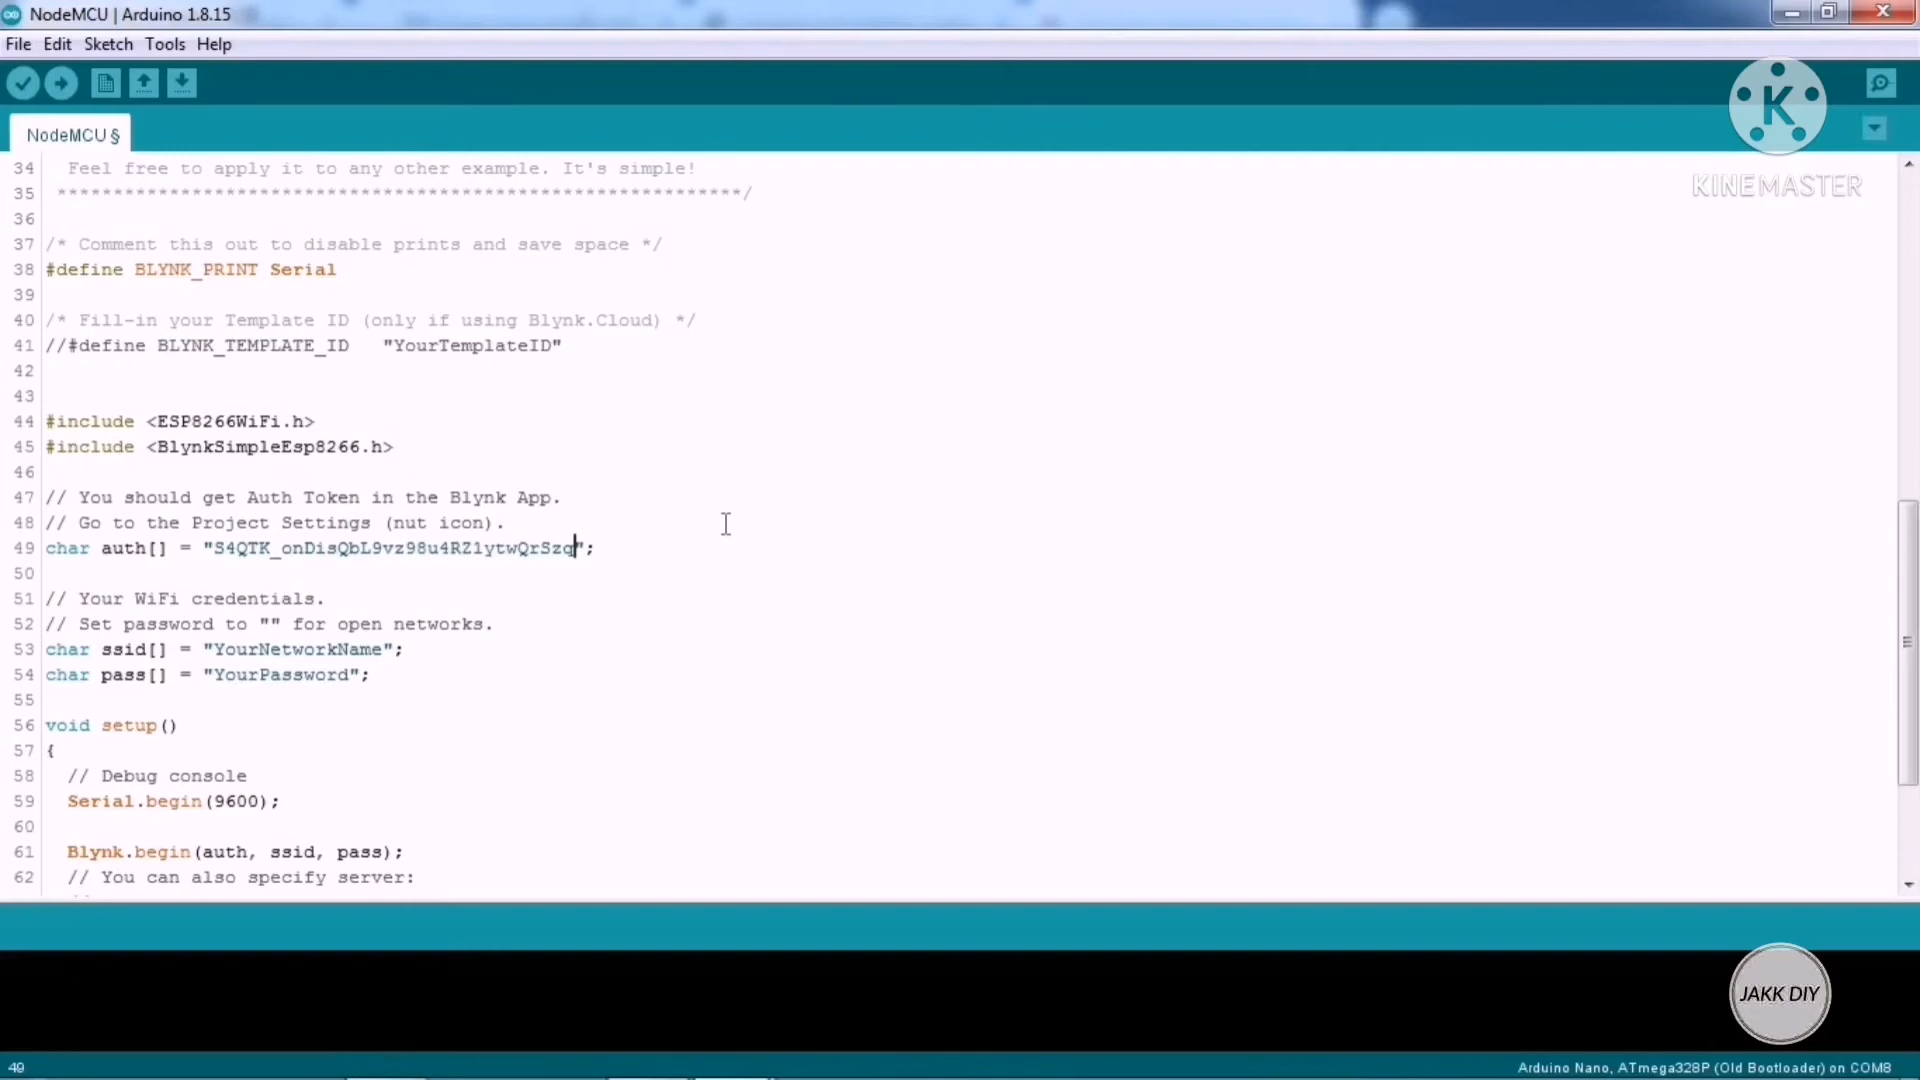 NodeMCU | Arduino 1.8.15
File Edit Sketch Tools Help
K
KINEMASTER
NodeMCU §
34 Feel free to apply it to any other example. It's simple!
35 *************************************************************/
36
37 /* Comment this out to disable prints and save space */
38 #define BLYNK_PRINT Serial
39
40 /* Fill-in your Template ID (only if using Blynk.Cloud) */
41 //#define BLYNK_TEMPLATE_ID "YourTemplateID"
42
43
44 #include <ESP8266WiFi.h>
45 #include <BlynkSimpleEsp8266.h>
46
47 // You should get Auth Token in the Blynk App.
48 // Go to the Project Settings (nut icon).
49 char auth[] = "S4QTK_onDisQbL9vz98u4RZ1ytwQrSzq";
50
51 // Your WiFi credentials.
52 // Set password to "" for open networks.
53 char ssid[] = "YourNetworkName";
54 char pass[] = "YourPassword";
55
56 void setup()
57 {
58 // Debug console
59 Serial.begin(9600);
60
61 Blynk.begin(auth, ssid, pass);
62 // You can also specify server:
JAKK DIY
49
Arduino Nano, ATmega328P (Old Bootloader) on COM8